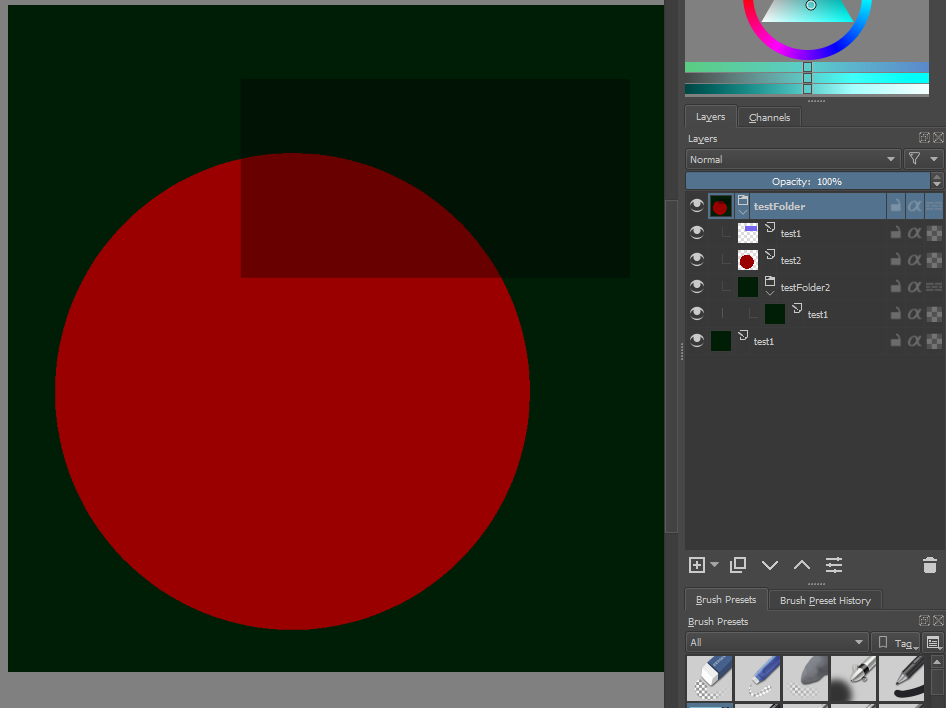 Layers
Channels
Layers
Normal
Opacity: 100%
testFolder
test1
test2
testFolder2
test1
test1
Brush Presets
Brush Preset History
Brush Presets
All
Tag